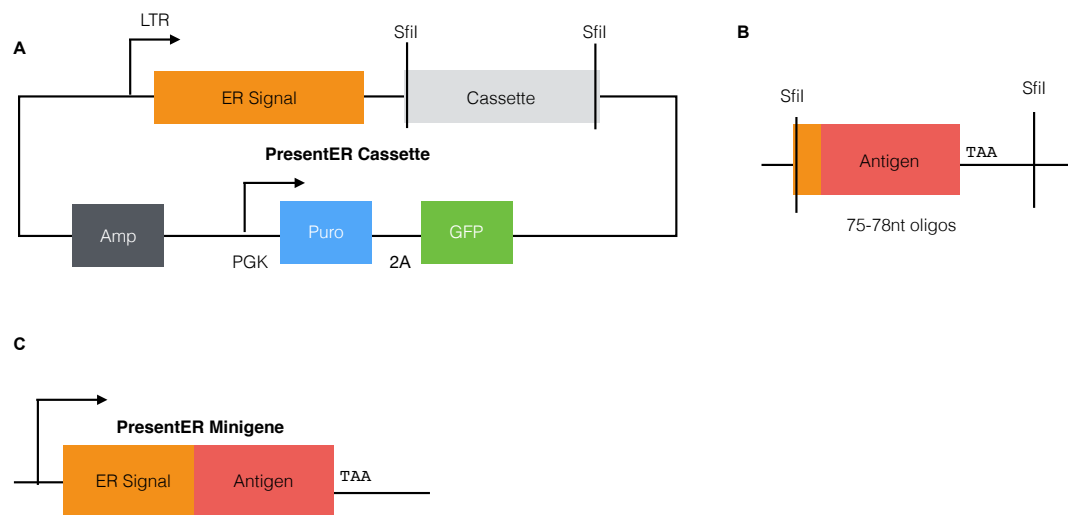 A
LTR
SfiI
SfiI
ER Signal
Cassette
PresentER Cassette
Amp
PGK
Puro
2A
GFP
B
SfiI
SfiI
Antigen
TAA
75-78nt oligos
C
PresentER Minigene
ER Signal
Antigen
TAA